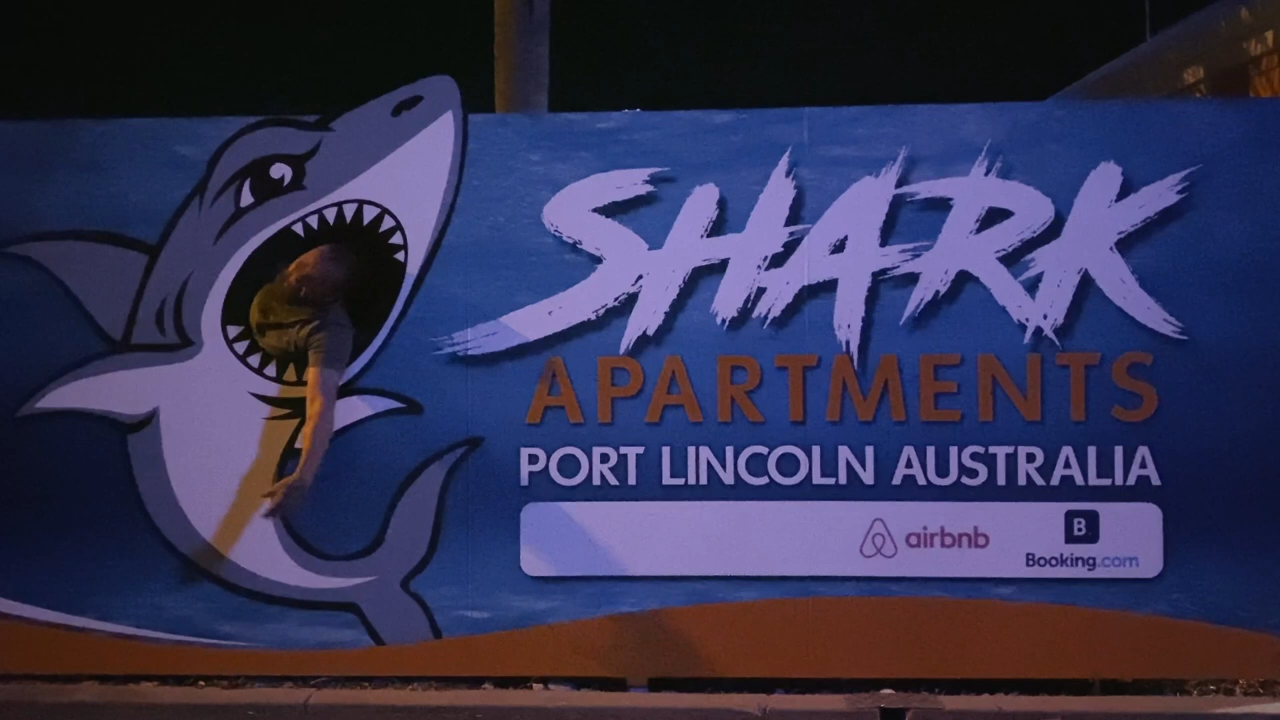 SHARK
APARTMENTS
PORT LINCOLN AUSTRALIA
airbnb
B.
Booking.com